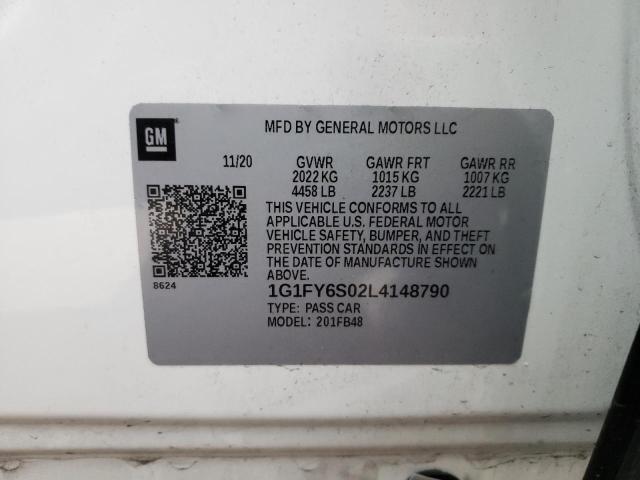 GM
MFD BY GENERAL MOTORS LLC
11/20 GVWR GAWR FRT GAWR RR
2022 KG 1015 KG 1007 KG
4458 LB 2237 LB 2221 LB
THIS VEHICLE CONFORMS TO ALL
APPLICABLE U.S. FEDERAL MOTOR
VEHICLE SAFETY, BUMPER, AND THEFT
PREVENTION STANDARDS IN EFFECT ON
THE DATE OF MANUFACTURE SHOWN
ABOVE.
8624
1G1FY6S02L4148790
TYPE: PASS CAR
MODEL: 201FB48